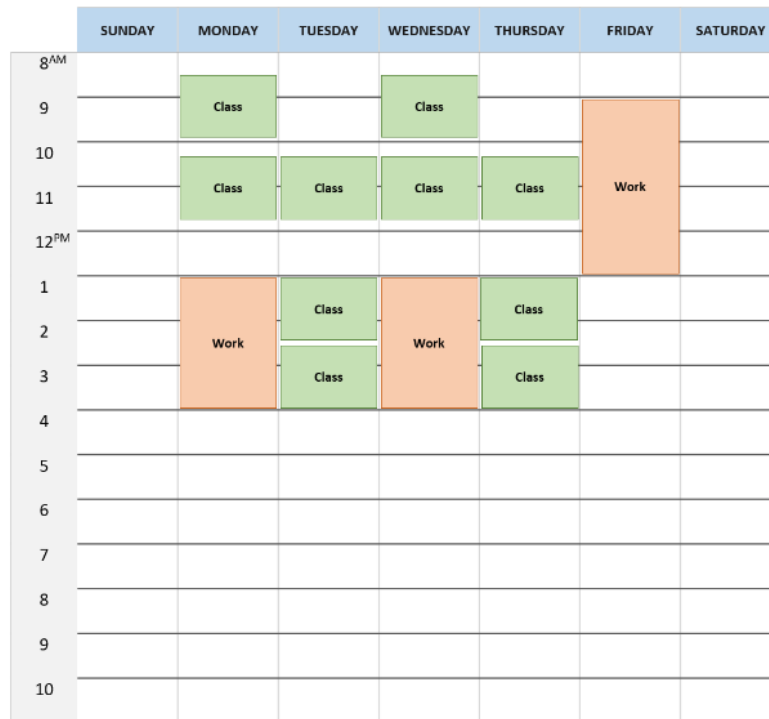 SUNDAY MONDAY TUESDAY WEDNESDAY THURSDAY FRIDAY SATURDAY
8AM
9 Class Class
10
11 Class Class Class Class Work
12PM
1
Class Class
2 Work Work
3 Class Class
4
5
6
7
8
9
10